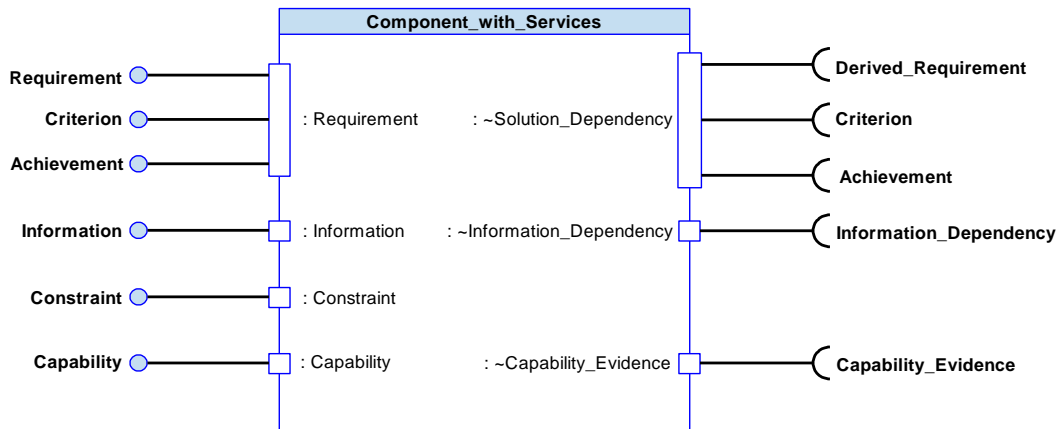 Component_with_Services
Requirement
Criterion
Achievement
: Requirement
: ~Solution_Dependency
Derived_Requirement
Criterion
Achievement
Information
: Information
: ~Information_Dependency
Information_Dependency
Constraint
: Constraint
Capability
: Capability
: ~Capability_Evidence
Capability_Evidence